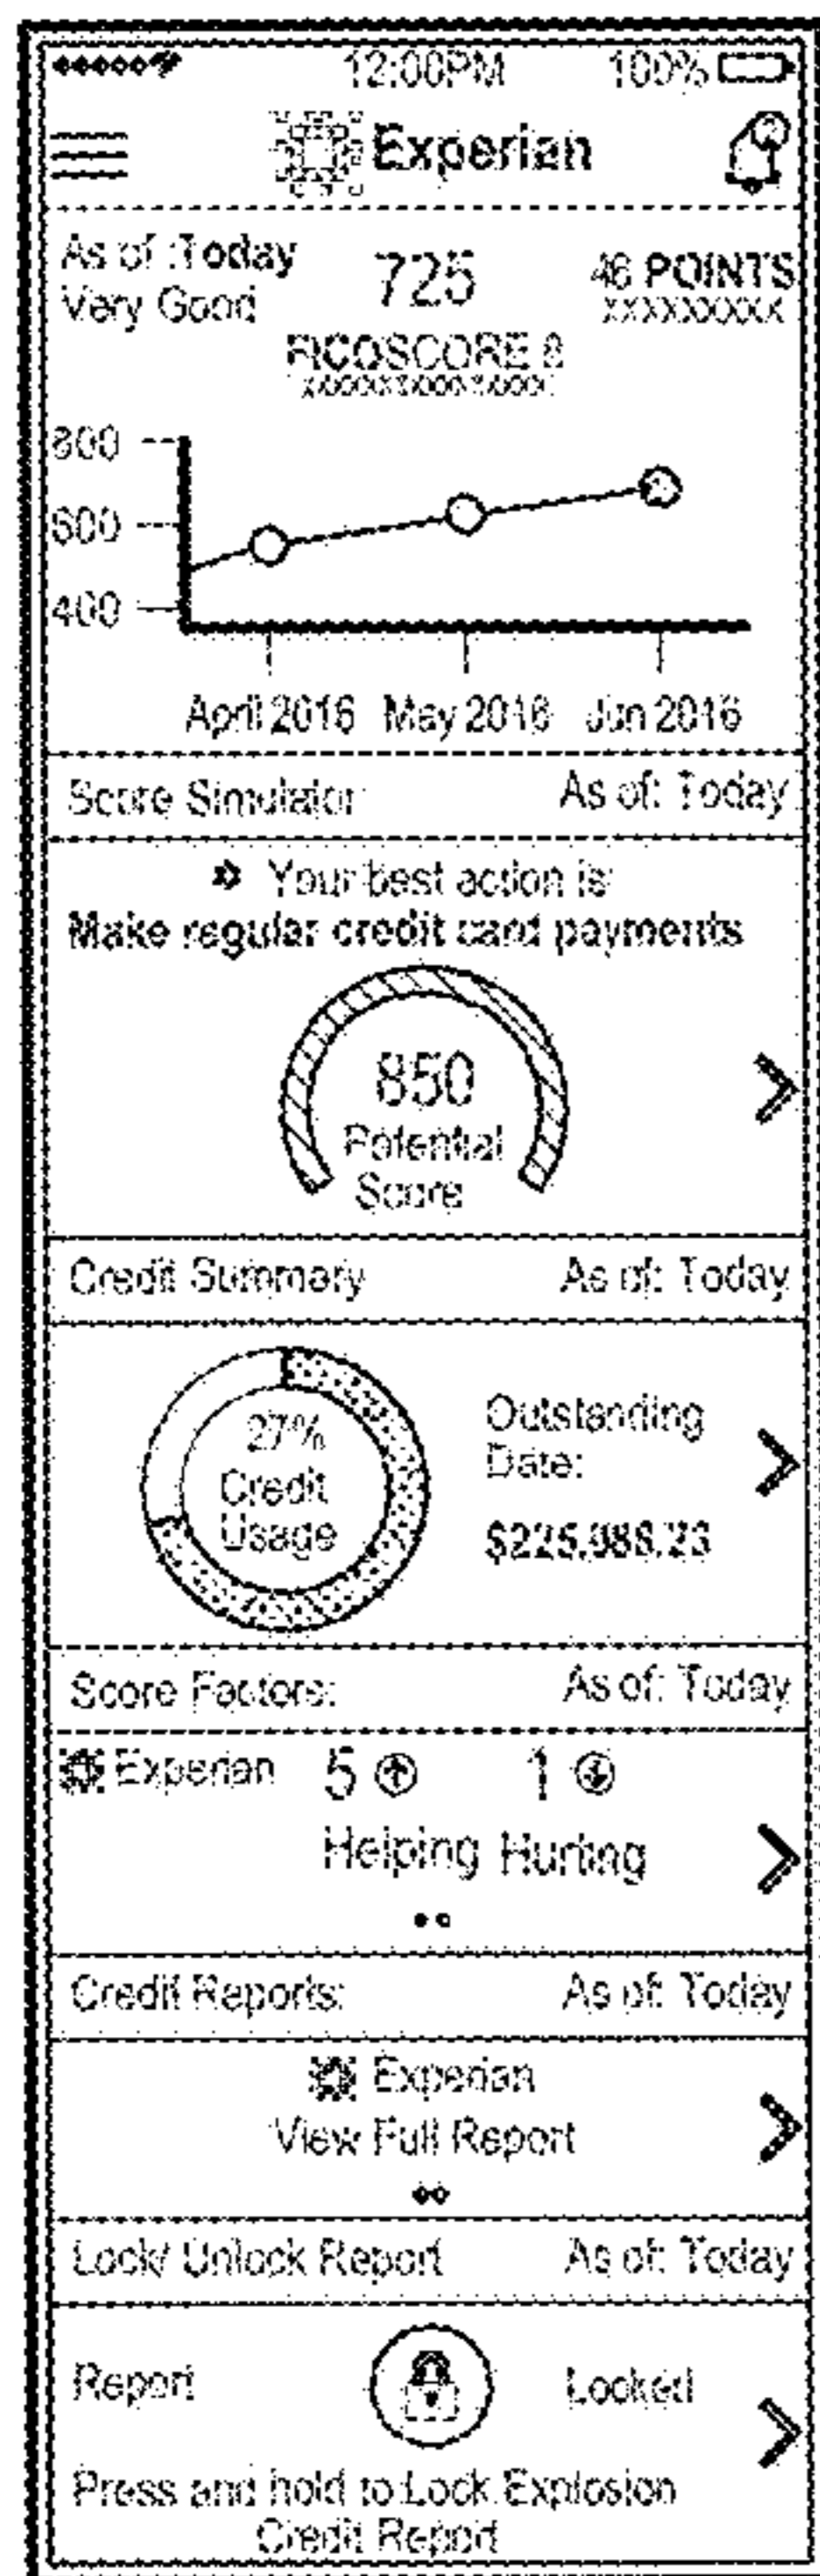 12:00PM 100%
Experian
As of :Today 725 46 POINTS
Very Good XXXXXXXXX
FICOSCORE 8
800
600
400
April 2016 May 2016 Jun 2016
Score Simulator As of: Today
Your best action is
Make regular credit card payments
850
Potential
Score
Credit Summary As of: Today
27%
Credit
Usage
Outstanding
Date:
$225,988.23
Score Factors: As of: Today
Experian 5 1
Helping Hurting
Credit Reports: As of: Today
Experian
View Full Report
Lock/ Unlock Report As of: Today
Report Locked
Press and hold to Lock Explosion
Credit Report